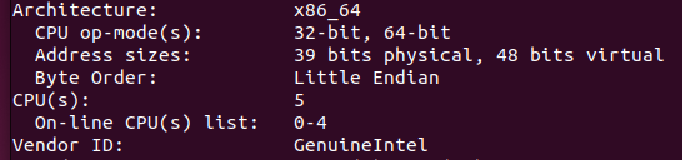 Architecture: x86_64
CPU op-mode(s): 32-bit, 64-bit
Address sizes: 39 bits physical, 48 bits virtual
Byte Order: Little Endian
CPU(s): 5
On-line CPU(s) list: 0-4
Vendor ID: GenuineIntel